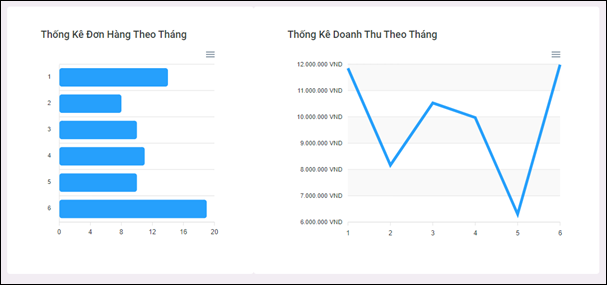 Thống Kê Đơn Hàng Theo Tháng
1
2
3
4
5
6
0 4 8 12 16 20
Thống Kê Doanh Thu Theo Tháng
12.000.000 VND
11.000.000 VND
10.000.000 VND
9.000.000 VND
8.000.000 VND
7.000.000 VND
6.000.000 VND
1 2 3 4 5 6